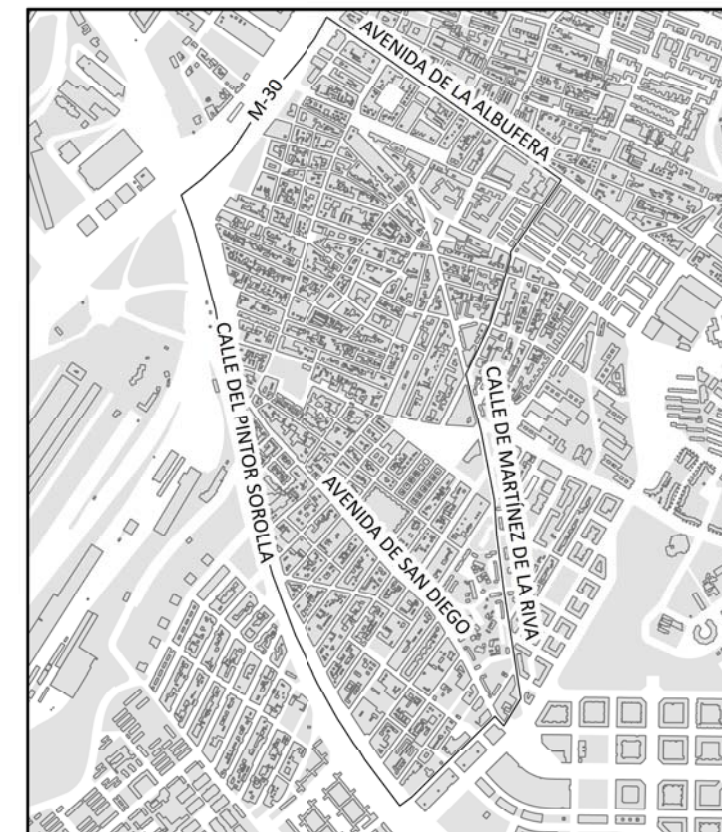 AVENIDA DE LA ALBUFERA
M-30
CALLE DEL PINTOR SOROLLA
CALLE DE MARTÍNEZ DE LA RIVA
AVENIDA DE SAN DIEGO